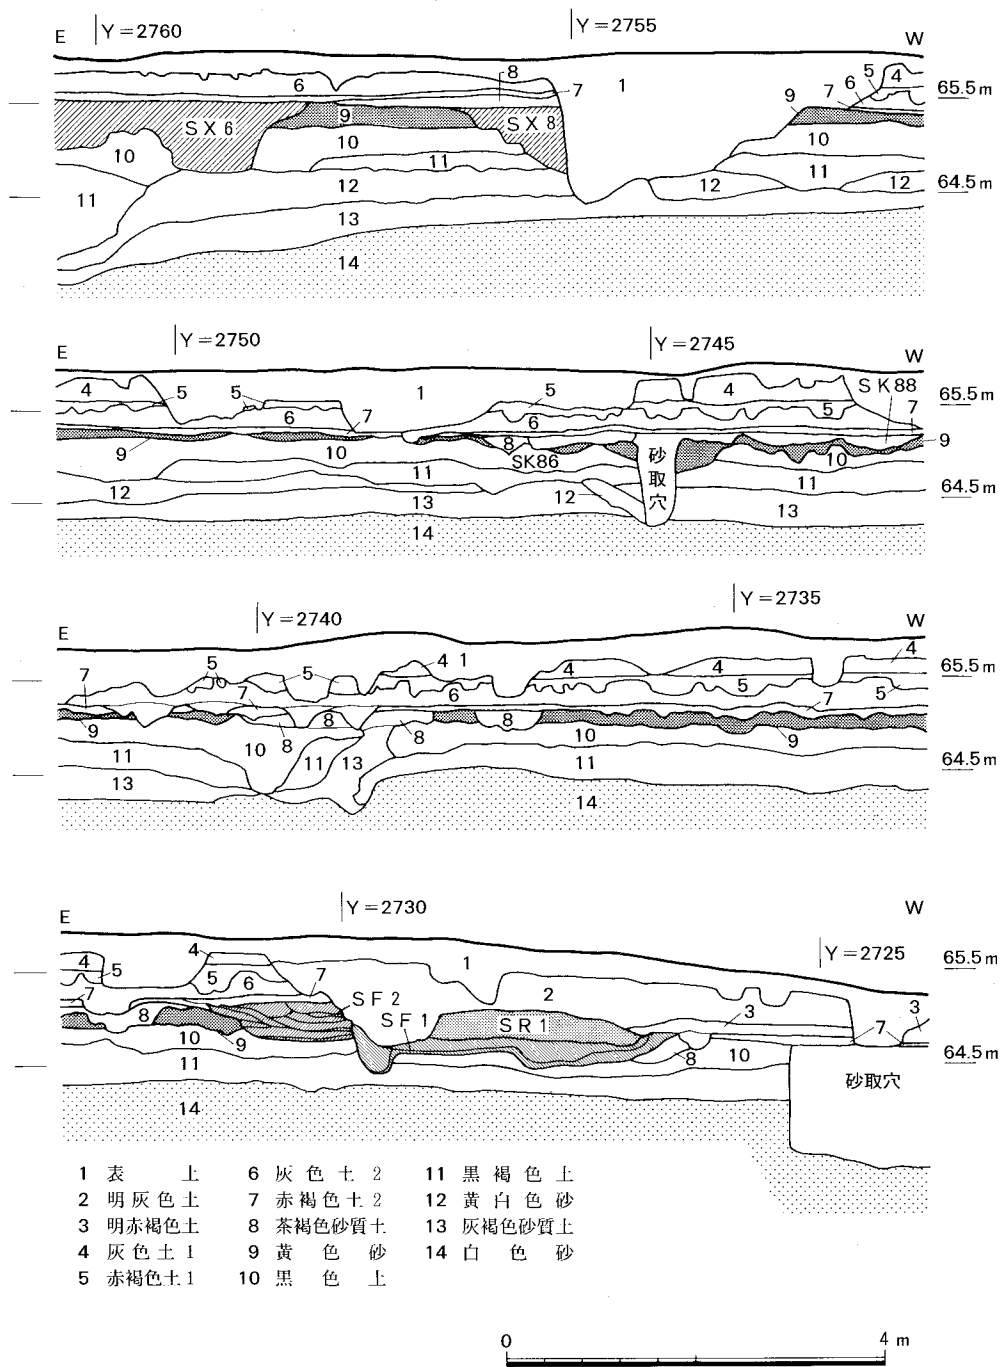 E Y=2760 Y=2755 W
8 1 5 4
6 7 6 65.5m
7 9
SX6 9 SX8 10
10 10
11
12 12 11 12 64.5m
11 13
14
E Y=2750 Y=2745 W
4 5 5 1 5 4 SK88
65.5m
6 7 6 5 7
9 10 8 9
SK86 砂取穴 10
11 11
12 13 12 13 64.5m
14
E Y=2740 Y=2735 W
5 5 4 1 4 4 4
65.5m
7 7 6 5 7 5
9 10 8 8 8 10 9
11 11 13 11 64.5m
13
14
E Y=2730 W
Y=2725
4 4 1
5 5 6 7 2 65.5m
7 SF2 3
8 SF1 SR1 3 7
10 9 8 10 64.5m
11 砂取穴
14
1 表土 6 灰色土2 11 黒褐色土
2 明灰色土 7 赤褐色土2 12 黄白色砂
3 明赤褐色土 8 茶褐色砂質土 13 灰褐色砂質土
4 灰色土1 9 黄色砂 14 白色砂
5 赤褐色土1 10 黒色土
0 4 m